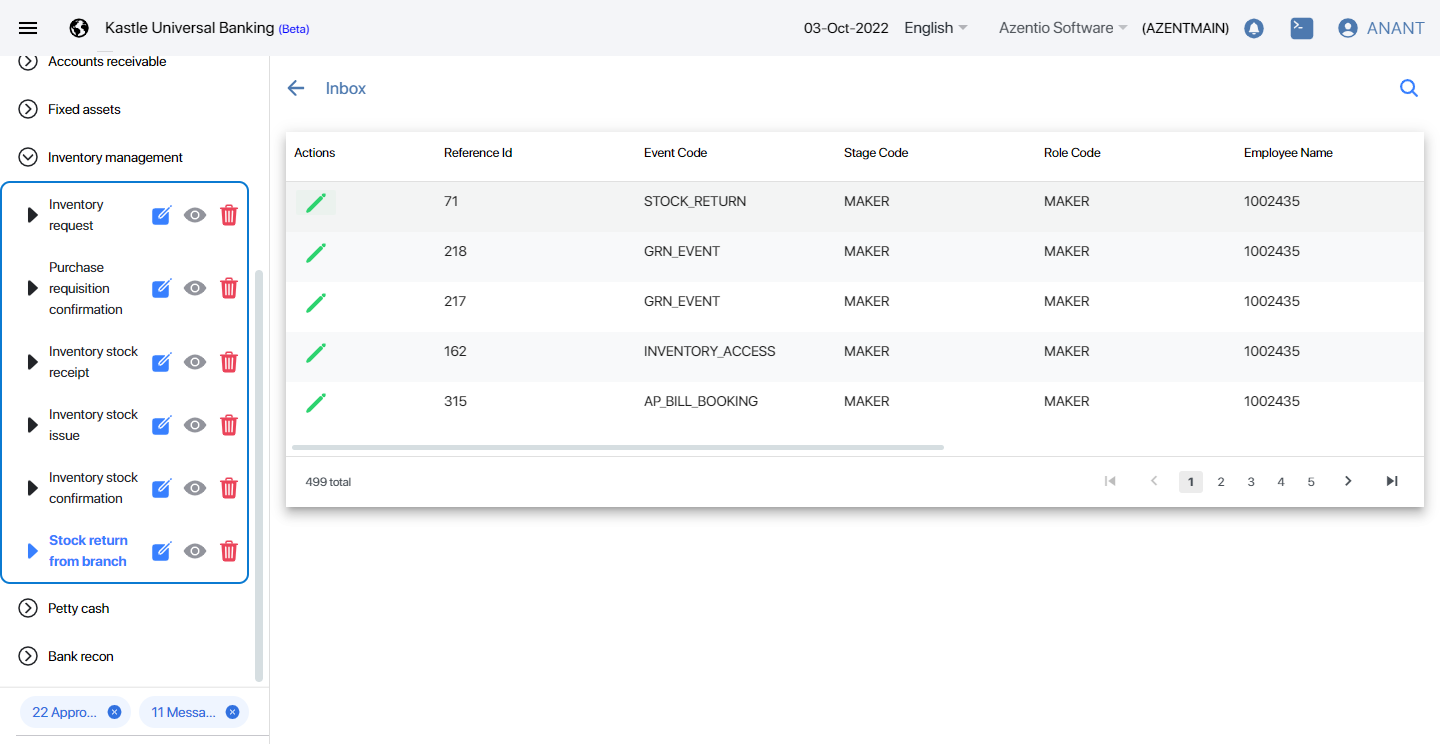 Kastle Universal Banking (Beta) 03-Oct-2022 English Azentio Software (AZENTMAIN) ANANT
Accounts receivable
Fixed assets
Inventory management
Inventory
request
Purchase
requisition
confirmation
Inventory stock
receipt
Inventory stock
issue
Inventory stock
confirmation
Stock return
from branch
Petty cash
Bank recon
22 Appro... 11 Messa...
Inbox
Actions Reference Id Event Code Stage Code Role Code Employee Name
71 STOCK_RETURN MAKER MAKER 1002435
218 GRN_EVENT MAKER MAKER 1002435
217 GRN_EVENT MAKER MAKER 1002435
162 INVENTORY_ACCESS MAKER MAKER 1002435
315 AP_BILL_BOOKING MAKER MAKER 1002435
499 total 1 2 3 4 5